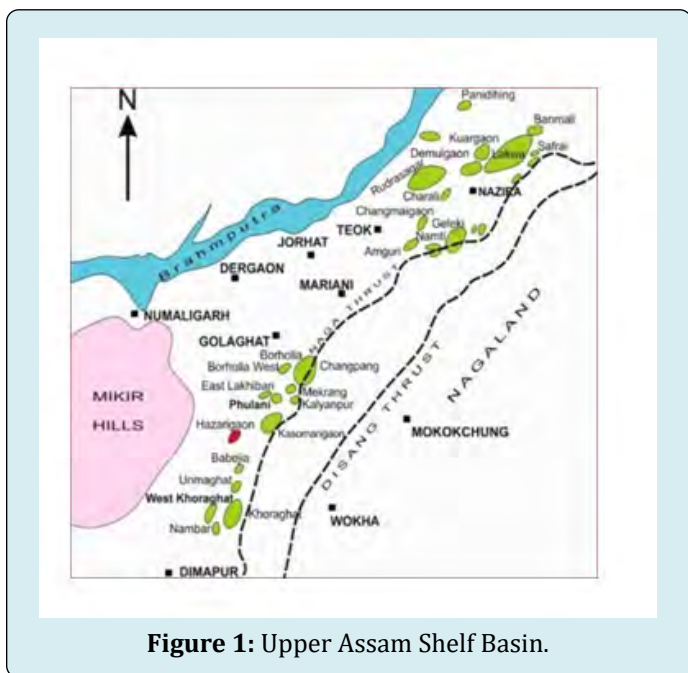 N
Panidihing
Banmali
Kuargaon
Demulgaon
Lakwa
Safrai
Rudrasagar
Charali
NAZIRA
Changmaigaon
TEOK
Geleki
Namti
Amguri
Brahmputra
JORHAT
DERGAON
MARIANI
NUMALIGARH
GOLAGHAT
NAGA THRUST
Borholla
Borholla West
Changpang
East Lakhibari
Mekrang
Phulani
Kalyanpur
MIKIR
HILLS
Hazarigaon
Kasomarigaon
DISANG THRUST
NAGALAND
MOKOKCHUNG
Babejia
Unmaghat
West Khoraghat
Khoraghat
WOKHA
Nambar
DIMAPUR
Figure 1: Upper Assam Shelf Basin.